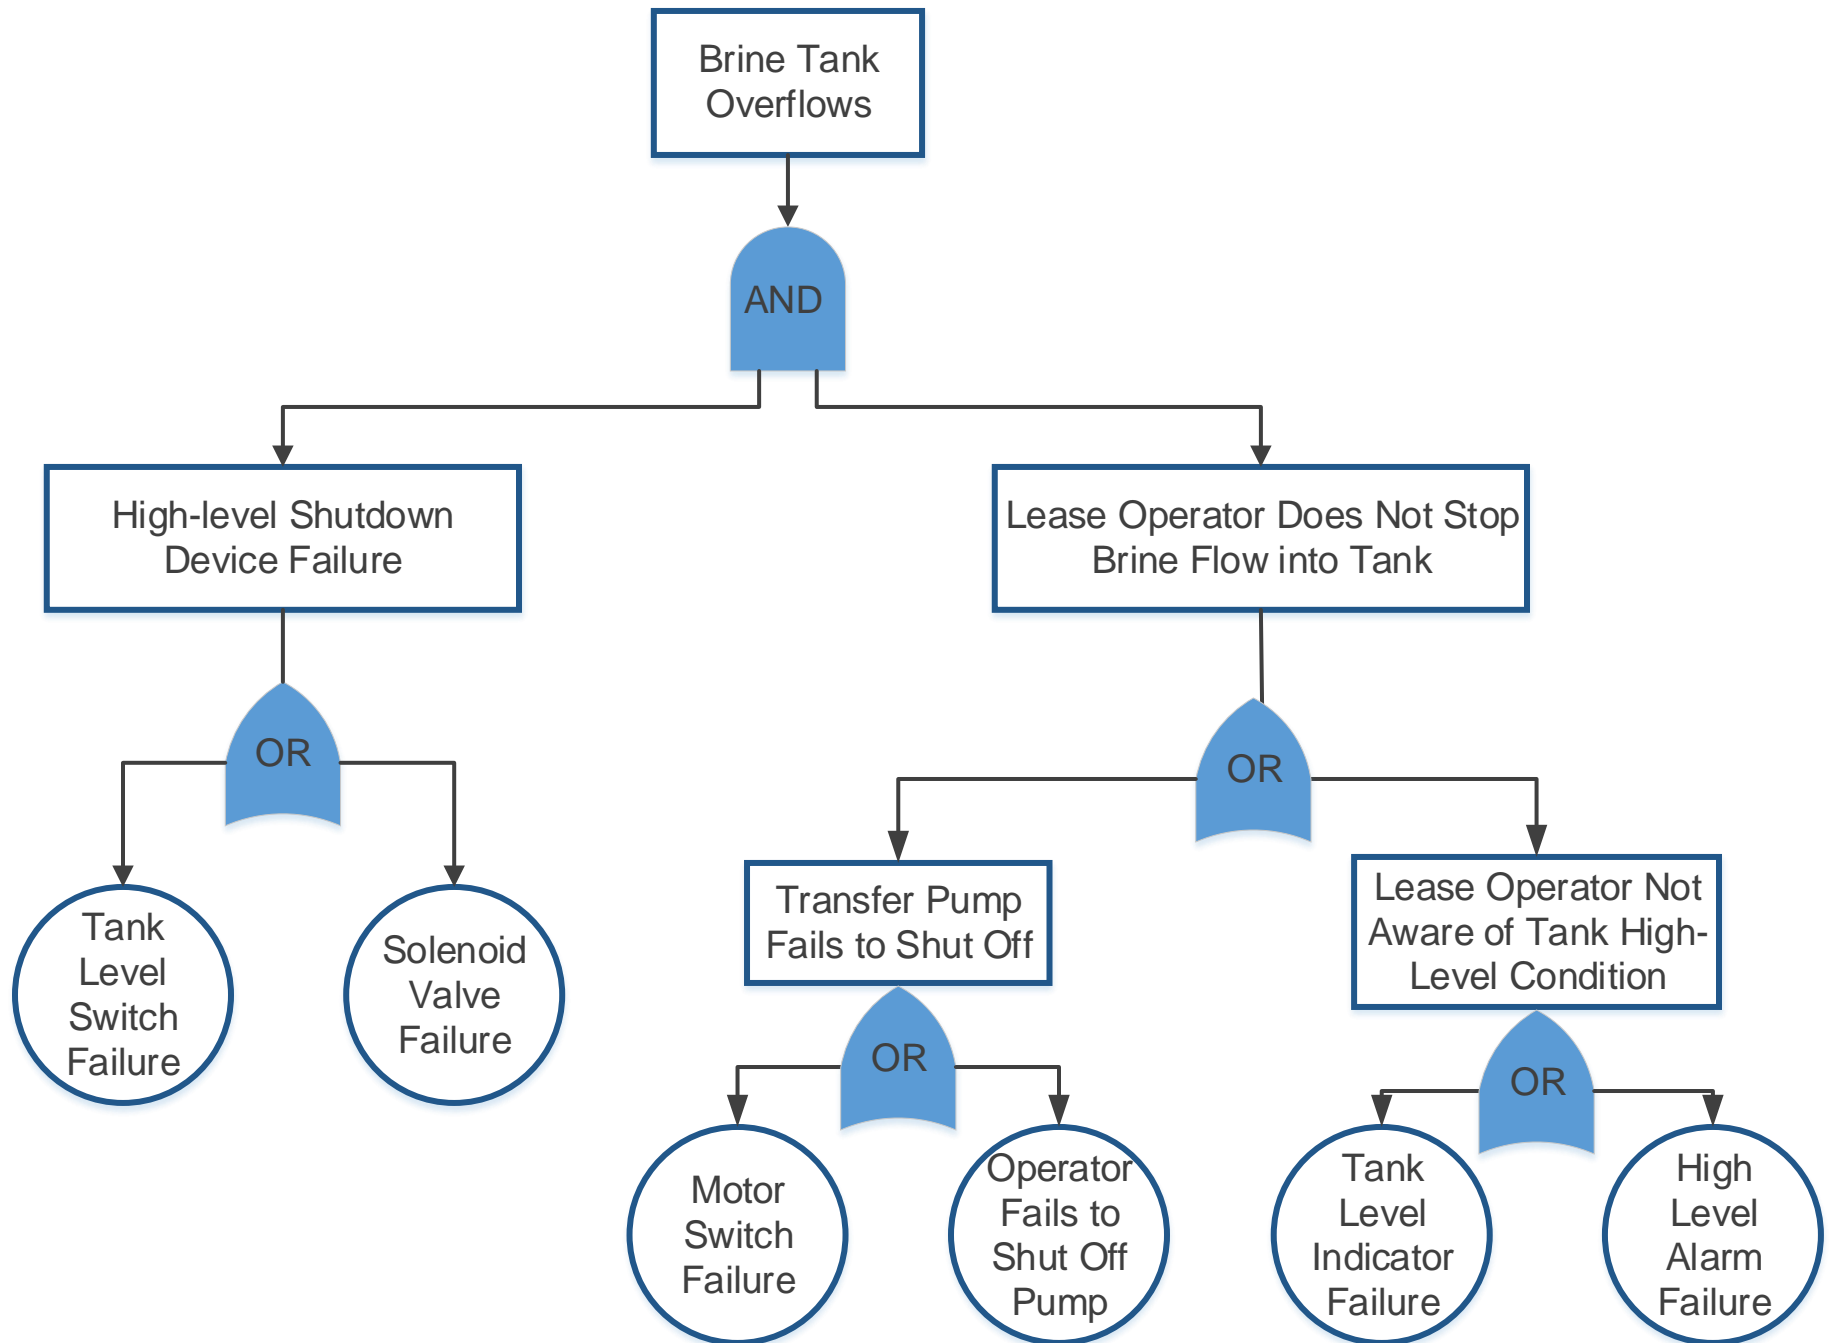 Brine Tank
Overflows
AND
High-level Shutdown
Device Failure
Lease Operator Does Not Stop
Brine Flow into Tank
OR
OR
Tank
Level
Switch
Failure
Solenoid
Valve
Failure
Transfer Pump
Fails to Shut Off
Lease Operator Not
Aware of Tank High-
Level Condition
OR
OR
Motor
Switch
Failure
Operator
Fails to
Shut Off
Pump
Tank
Level
Indicator
Failure
High
Level
Alarm
Failure